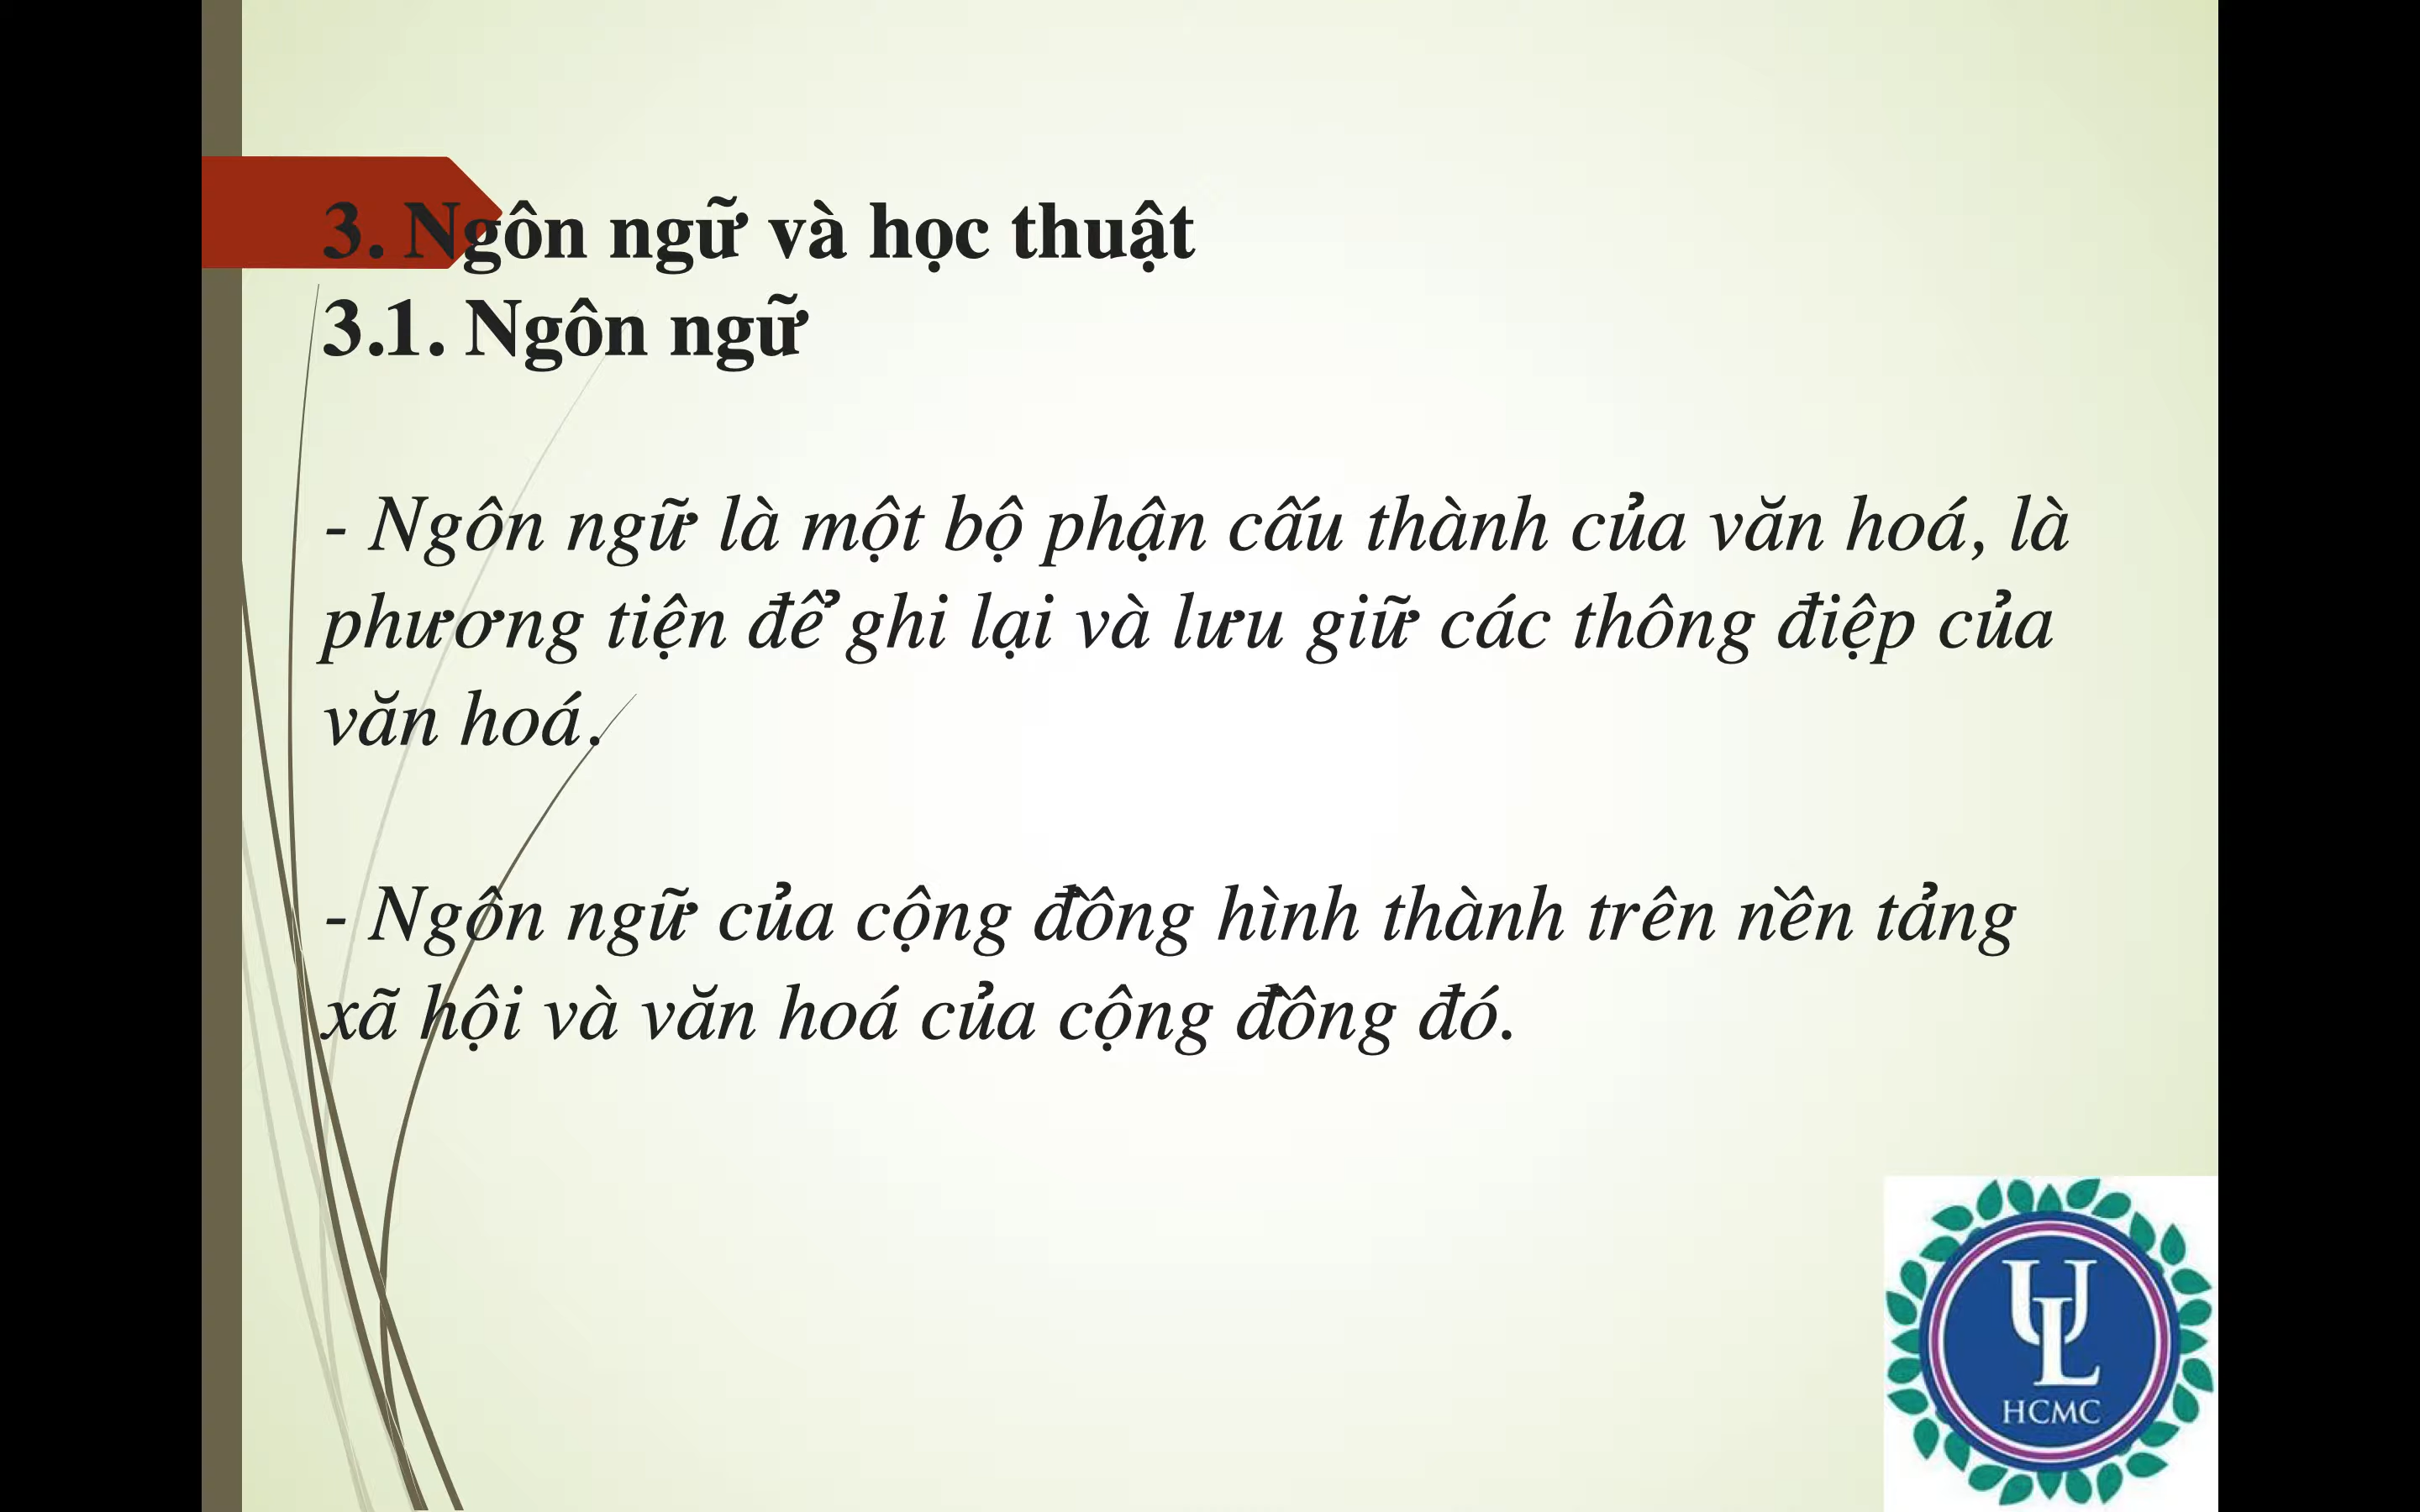 3. Ngôn ngữ và học thuật
3.1. Ngôn ngữ
- Ngôn ngữ là một bộ phận cấu thành của văn hoá, là
phương tiện để ghi lại và lưu giữ các thông điệp của
văn hoá.
- Ngôn ngữ của cộng đồng hình thành trên nền tảng
xã hội và văn hoá của cộng đồng đó.
UL
HCMC